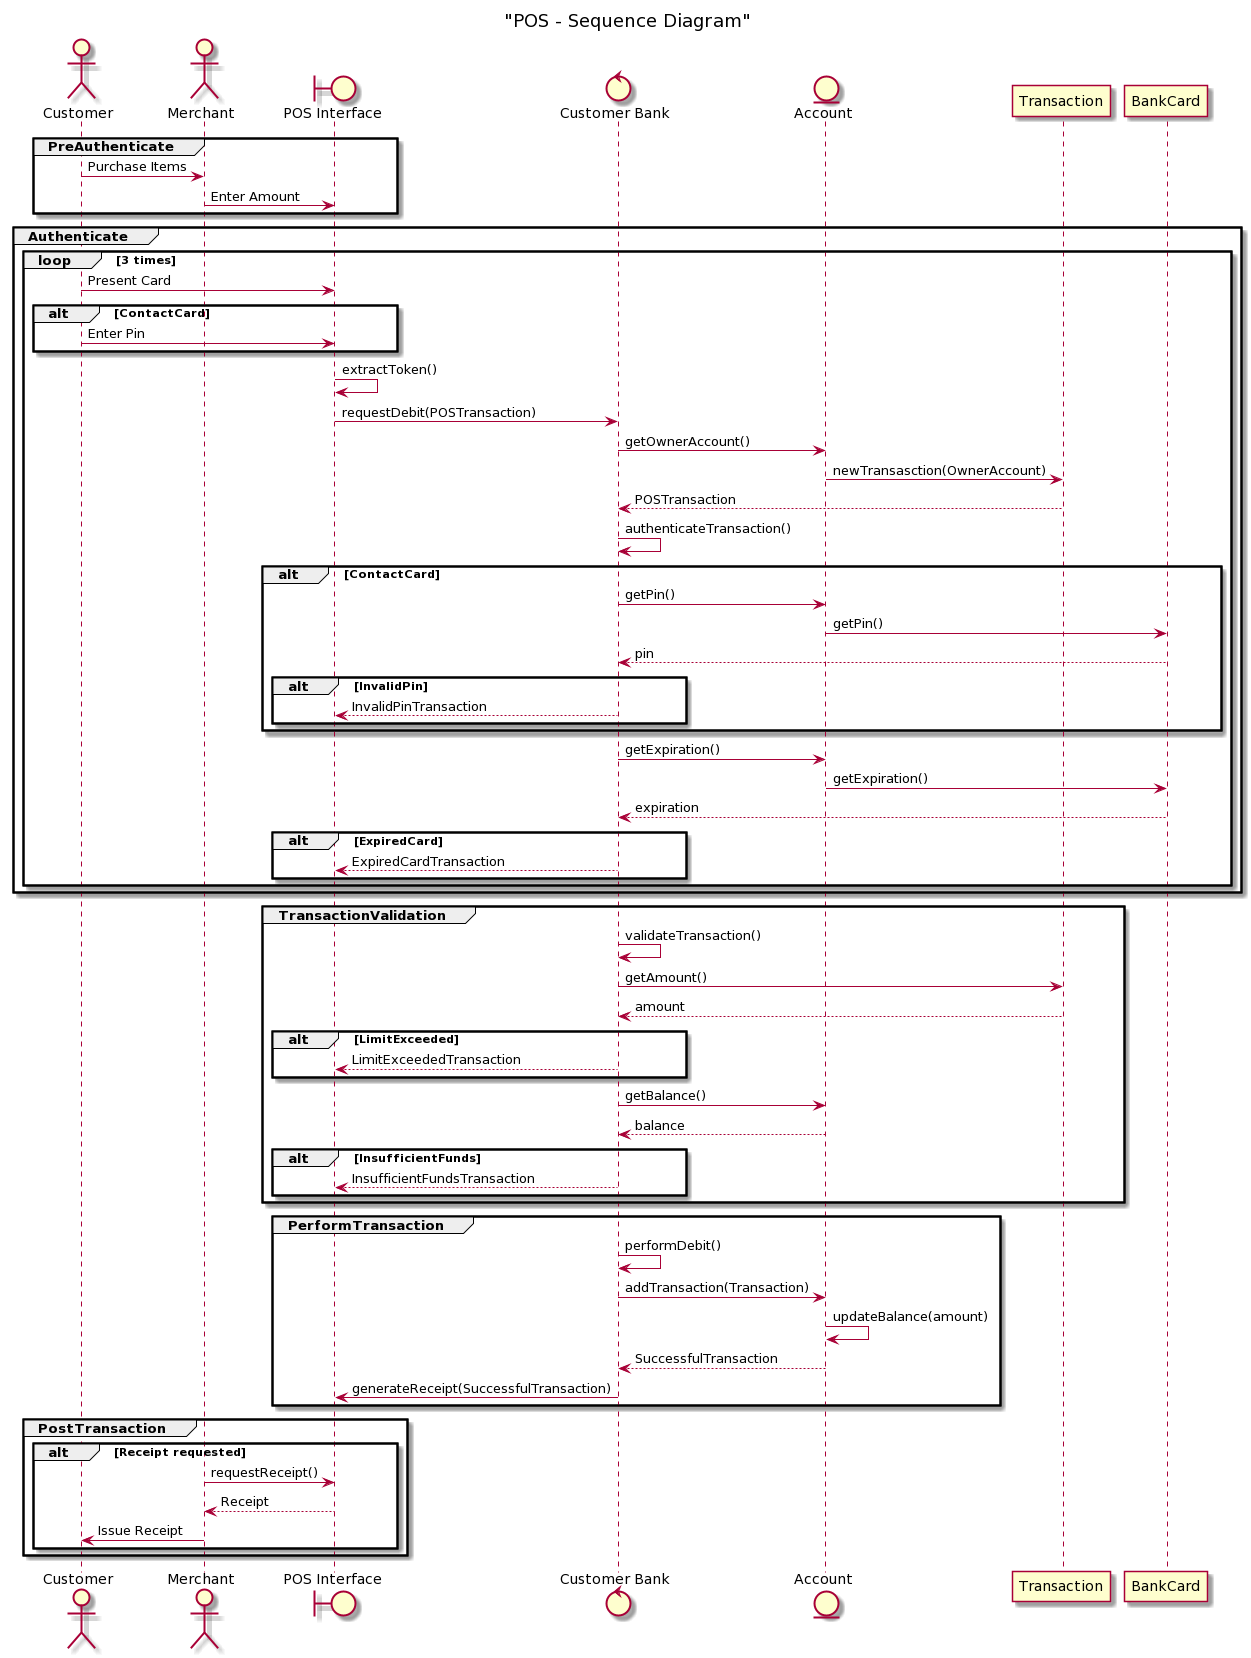 "POS - Sequence Diagram"
Customer Merchant POS Interface Customer Bank Account Transaction BankCard
PreAuthenticate
Purchase Items
Enter Amount
Authenticate
loop [3 times]
Present Card
alt [ContactCard]
Enter Pin
extractToken()
requestDebit(POSTransaction)
getOwnerAccount()
newTransasction(OwnerAccount)
POSTransaction
authenticateTransaction()
alt [ContactCard]
getPin()
getPin()
pin
alt [InvalidPin]
InvalidPinTransaction
getExpiration()
getExpiration()
expiration
alt [ExpiredCard]
ExpiredCardTransaction
TransactionValidation
validateTransaction()
getAmount()
amount
alt [LimitExceeded]
LimitExceededTransaction
getBalance()
balance
alt [InsufficientFunds]
InsufficientFundsTransaction
PerformTransaction
performDebit()
addTransaction(Transaction)
updateBalance(amount)
SuccessfulTransaction
generateReceipt(SuccessfulTransaction)
PostTransaction
alt [Receipt requested]
requestReceipt()
Receipt
Issue Receipt
Customer Merchant POS Interface Customer Bank Account Transaction BankCard